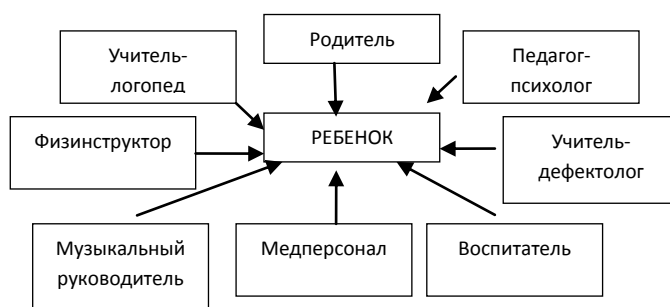 Родитель
Учитель-
логопед
Педагог-
психолог
Физинструктор
РЕБЕНОК
Учитель-
дефектолог
Музыкальный
руководитель
Медперсонал
Воспитатель